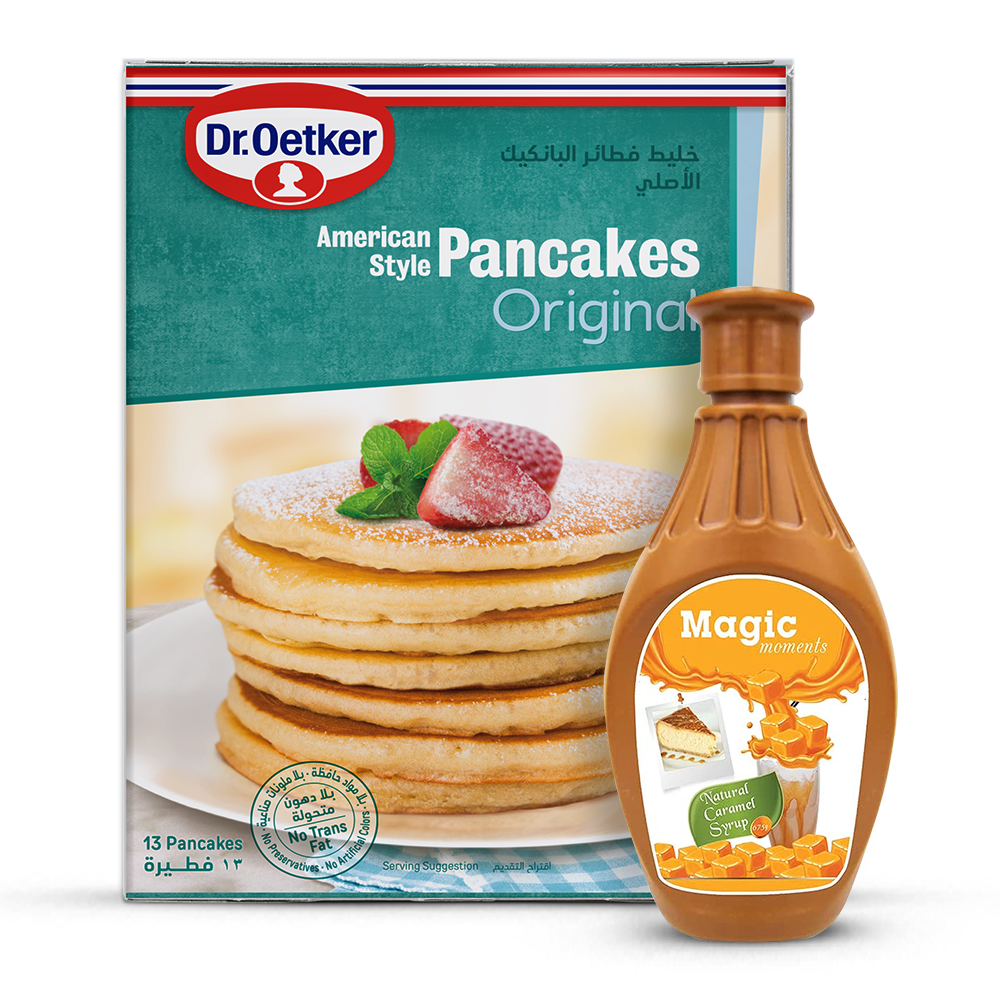 Dr.Oetker
خليط فطائر البانكيك
الأصلي
American
Style
Pancakes
Original
13 Pancakes
١٣ فطيرة
بلا مواد حافظة • بلا ملونات صناعية
بلا دهون
متحولة
No Trans
Fat
No Preservatives • No Artificial Colors
Serving Suggestion
اقتراح التقديم
Magic
moments
Natural
Caramel
Syrup
675g